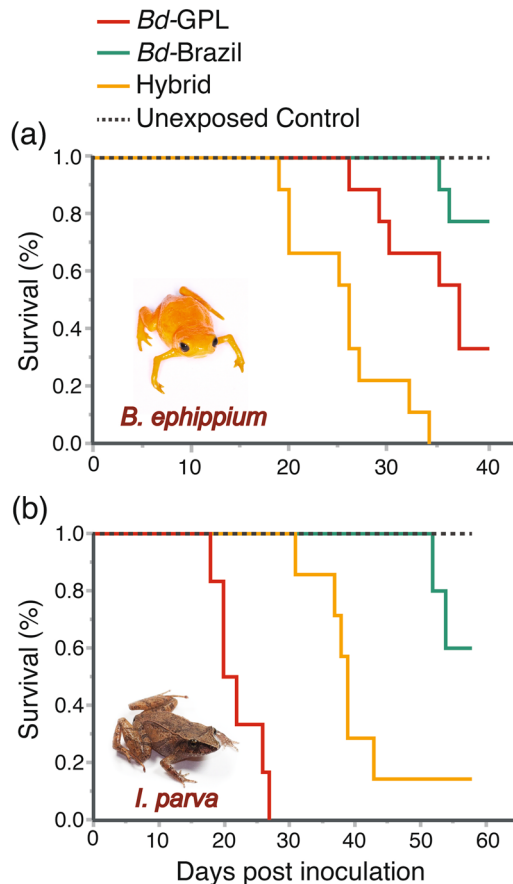 Bd-GPL
Bd-Brazil
Hybrid
Unexposed Control
(a)
1.0
0.8
0.6
0.4
0.2
0.0
Survival (%)
B. ephippium
0 10 20 30 40
(b)
1.0
0.8
0.6
0.4
0.2
0.0
Survival (%)
I. parva
0 10 20 30 40 50 60
Days post inoculation